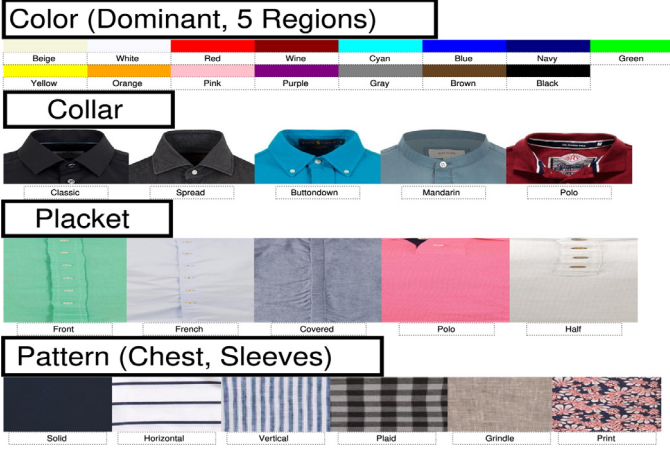 Color (Dominant, 5 Regions)
Beige White Red Wine Cyan Blue Navy Green
Yellow Orange Pink Purple Gray Brown Black
Collar
Classic Spread Buttondown Mandarin Polo
Placket
Front French Covered Polo Half
Pattern (Chest, Sleeves)
Solid Horizontal Vertical Plaid Grindle Print